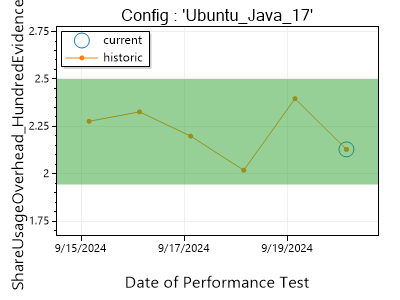 Config : 'Ubuntu_Java_17'
ShareUsageOverhead_HundredEvidence
current
historic
2.75
2.5
2.25
2
1.75
9/15/2024
9/17/2024
9/19/2024
Date of Performance Test